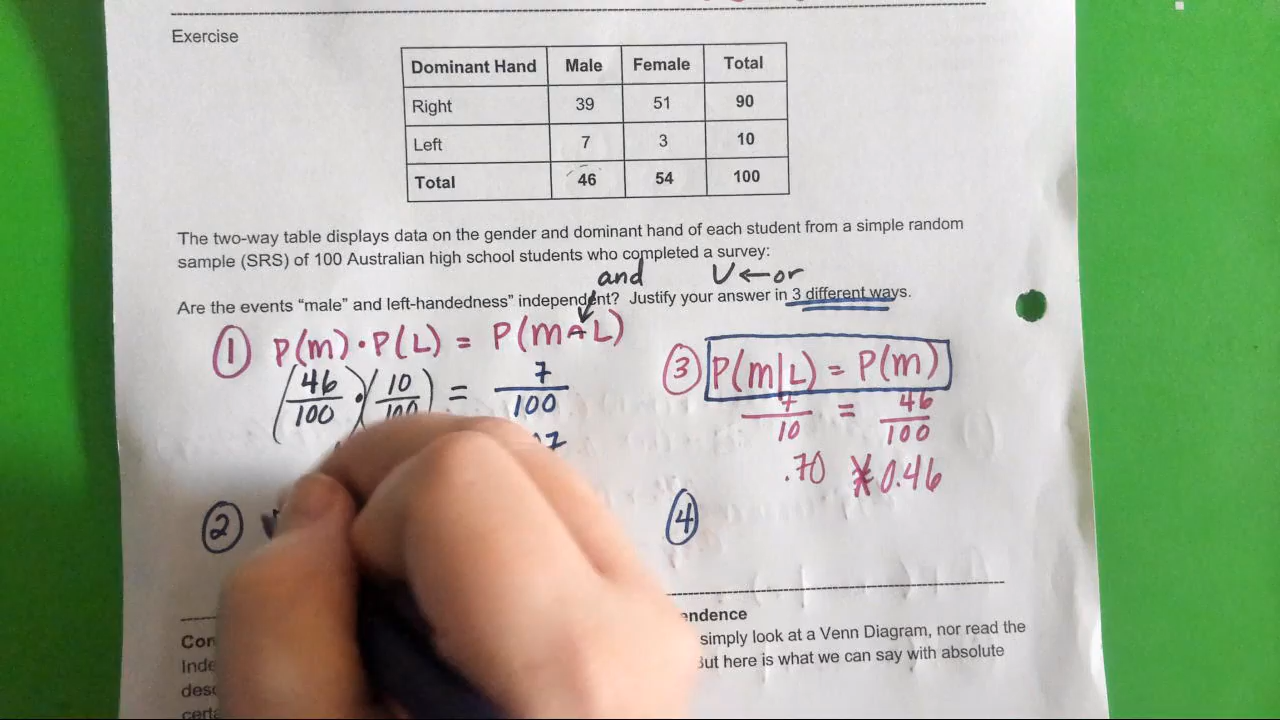 Exercise
Dominant Hand Male Female Total
Right 39 51 90
Left 7 3 10
Total 46 54 100
The two-way table displays data on the gender and dominant hand of each student from a simple random
sample (SRS) of 100 Australian high school students who completed a survey:
and U ← or
Are the events “male” and left-handedness” independent? Justify your answer in 3 different ways.
① P(m) · P(L) = P(m∩L)
(46/100) · (10/100) = 7/100
③ P(m|L) = P(m)
7/10 = 46/100
.70 ≠ 0.46
②
④
simply look at a Venn Diagram, nor read the
But here is what we can say with absolute